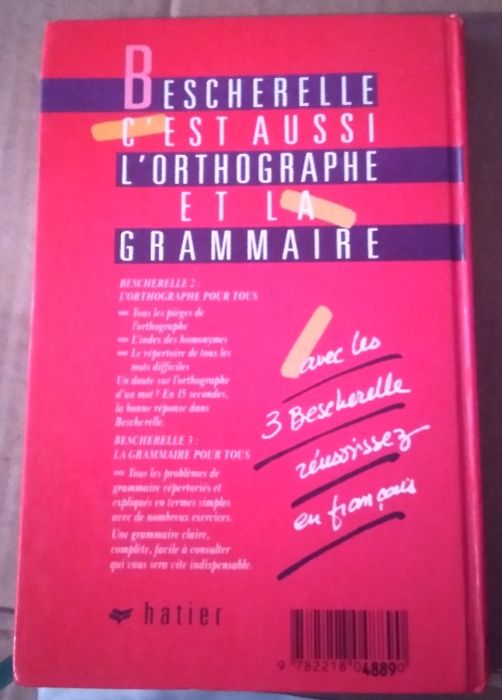 BESCHERELLE
C'EST AUSSI
L'ORTHOGRAPHE
ET LA
GRAMMAIRE
BESCHERELLE 2 :
L'ORTHOGRAPHE POUR TOUS
— Tous les pièges de
l'orthographe
— L'index des homonymes
— Le répertoire de tous les
mots difficiles
Un doute sur l'orthographe
d'un mot ? En 15 secondes,
la bonne réponse dans
Bescherelle.
BESCHERELLE 3 :
LA GRAMMAIRE POUR TOUS
— Tous les problèmes de
grammaire répertoriés et
expliqués en termes simples
avec de nombreux exercices.
Une grammaire claire,
complète, facile à consulter
qui vous sera vite indispensable.
avec les
3 Bescherelle
réussissez
en français
hatier
9 782218 048890